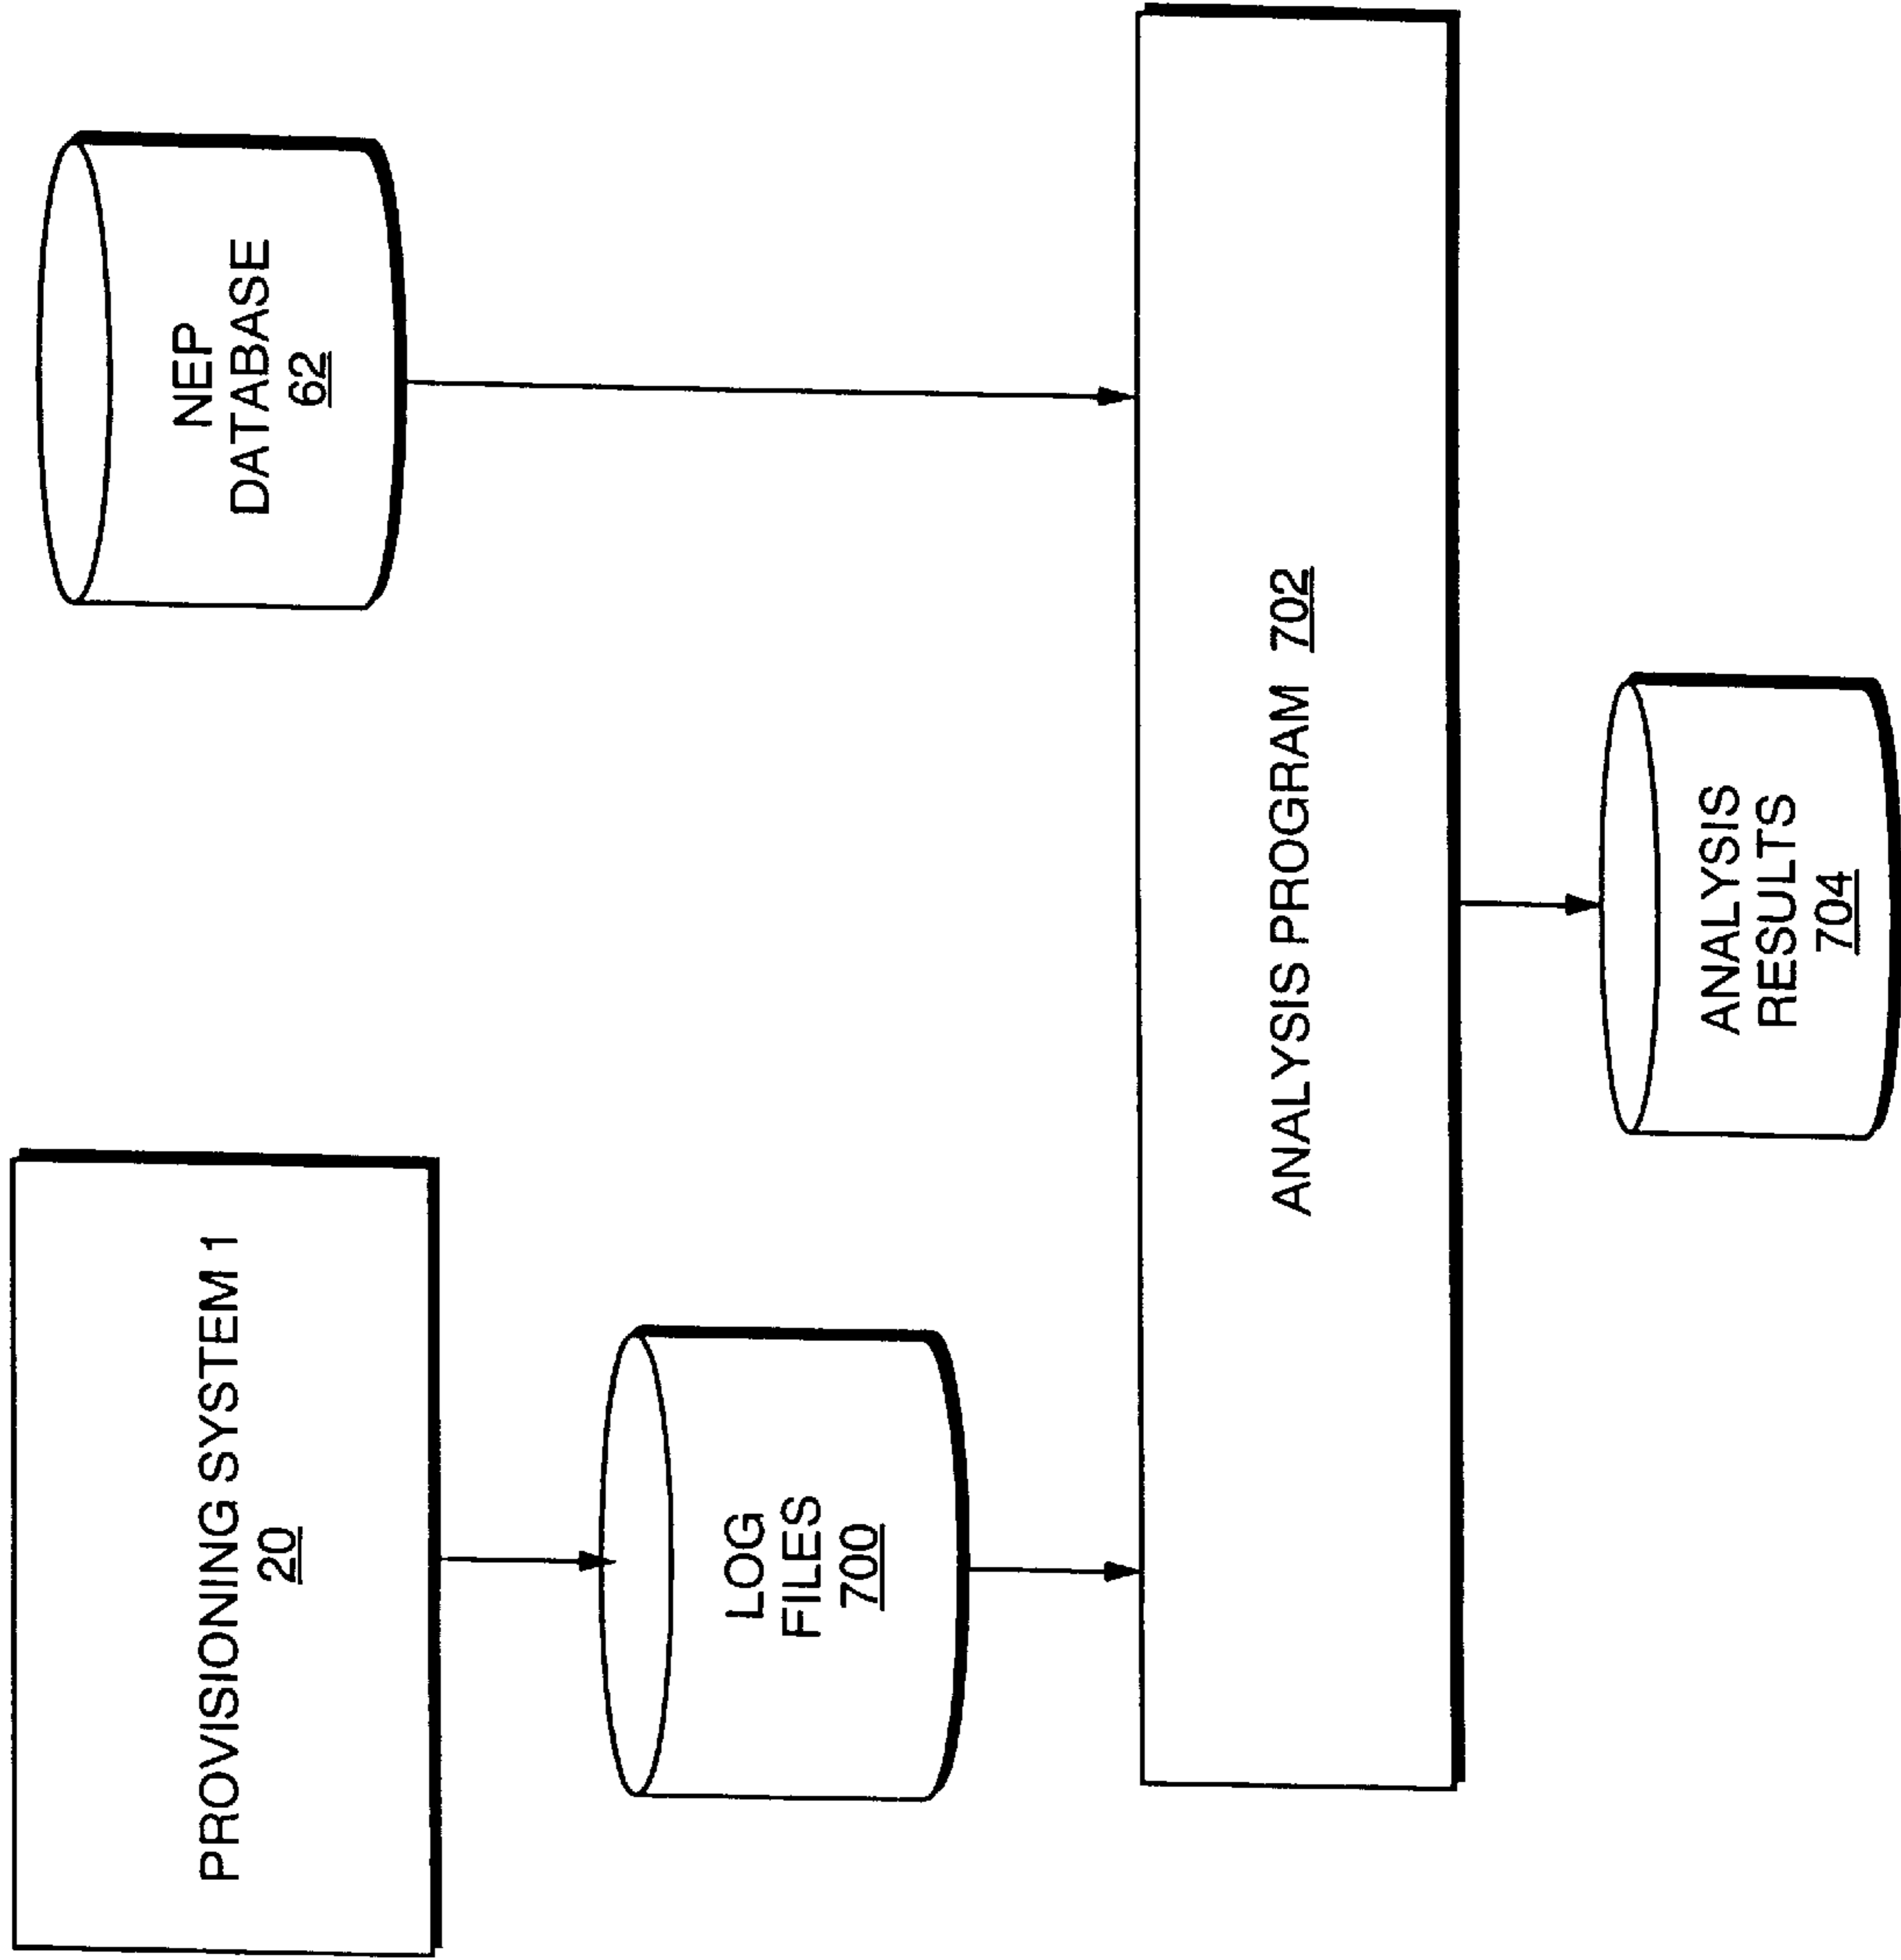 PROVISIONING SYSTEM 1
20
NEP
DATABASE
62
LOG
FILES
700
ANALYSIS PROGRAM 702
ANALYSIS
RESULTS
704